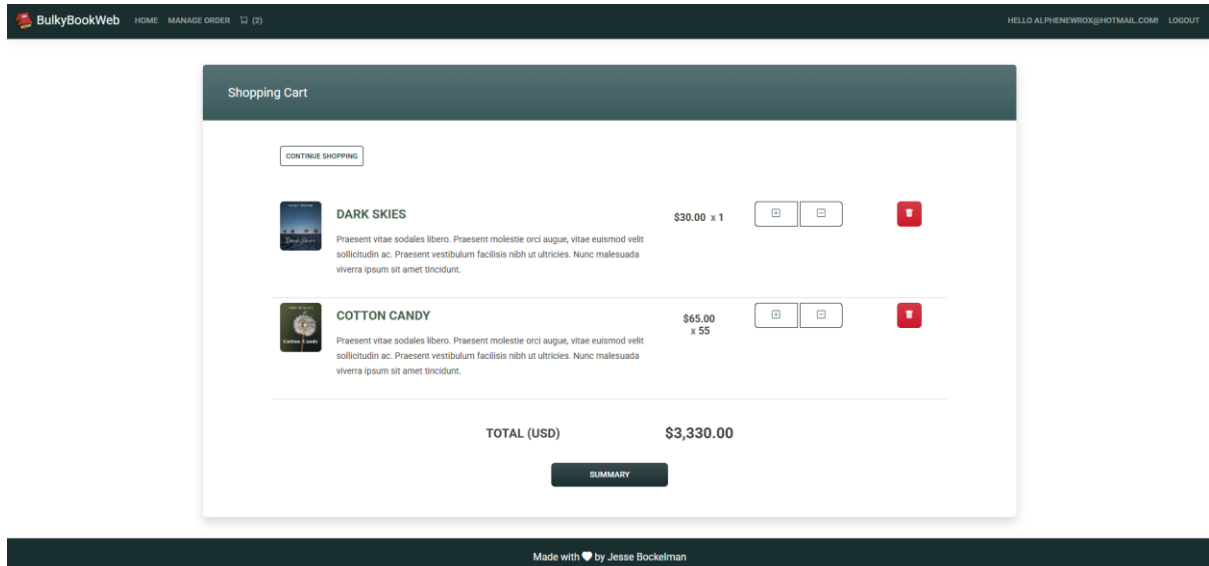 BulkyBookWeb HOME MANAGE ORDER (2) HELLO ALPHENEWROX@HOTMAIL.COM! LOGOUT
Shopping Cart
CONTINUE SHOPPING
DARK SKIES
$30.00 x 1
Dark Skies
Praesent vitae sodales libero. Praesent molestie orci augue, vitae euismod velit
sollicitudin ac. Praesent vestibulum facilisis nibh ut ultricies. Nunc malesuada
viverra ipsum sit amet tincidunt.
COTTON CANDY
$65.00
x 55
Cotton Candy
Praesent vitae sodales libero. Praesent molestie orci augue, vitae euismod velit
sollicitudin ac. Praesent vestibulum facilisis nibh ut ultricies. Nunc malesuada
viverra ipsum sit amet tincidunt.
TOTAL (USD) $3,330.00
SUMMARY
Made with by Jesse Bockelman